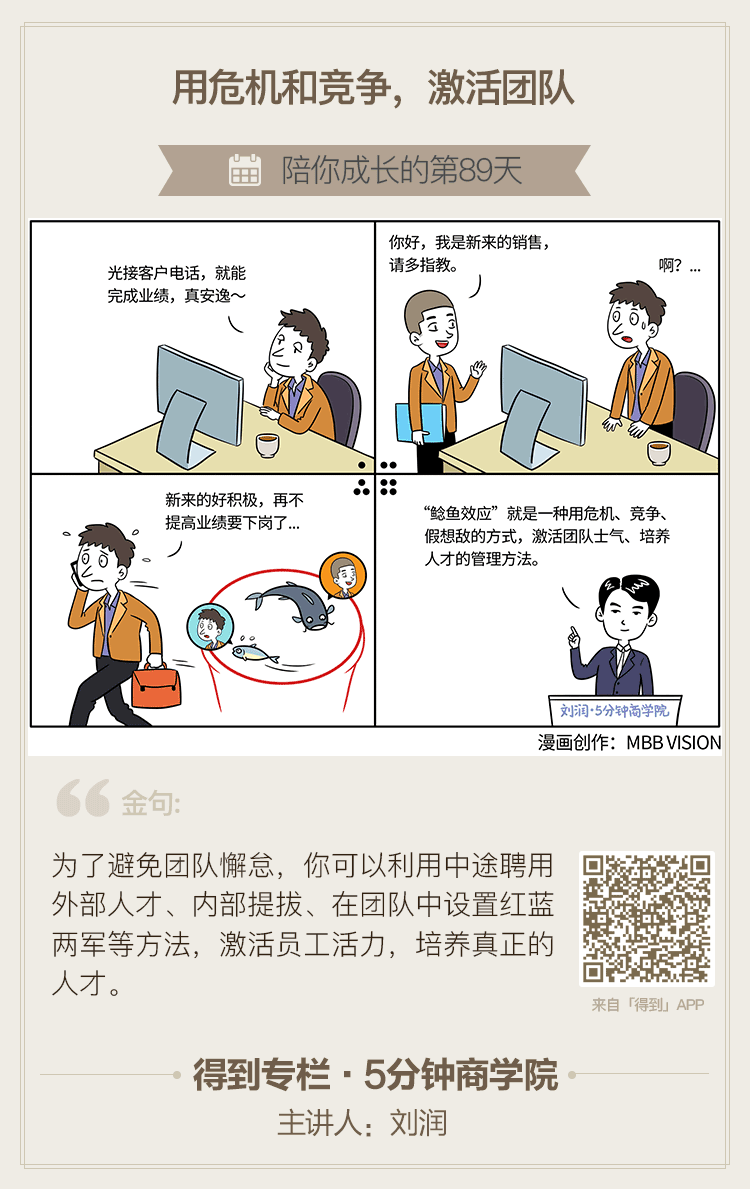 用危机和竞争，激活团队
陪你成长的第89天
光接客户电话，就能
完成业绩，真安逸～
你好，我是新来的销售，
请多指教。
啊？...
新来的好积极，再不
提高业绩要下岗了...
“鲶鱼效应”就是一种用危机、竞争、
假想敌的方式，激活团队士气、培养
人才的管理方法。
刘润·5分钟商学院
漫画创作：MBB VISION
金句:
为了避免团队懈怠，你可以利用中途聘用
外部人才、内部提拔、在团队中设置红蓝
两军等方法，激活员工活力，培养真正的
人才。
来自「得到」APP
得到专栏·5分钟商学院
主讲人：刘润